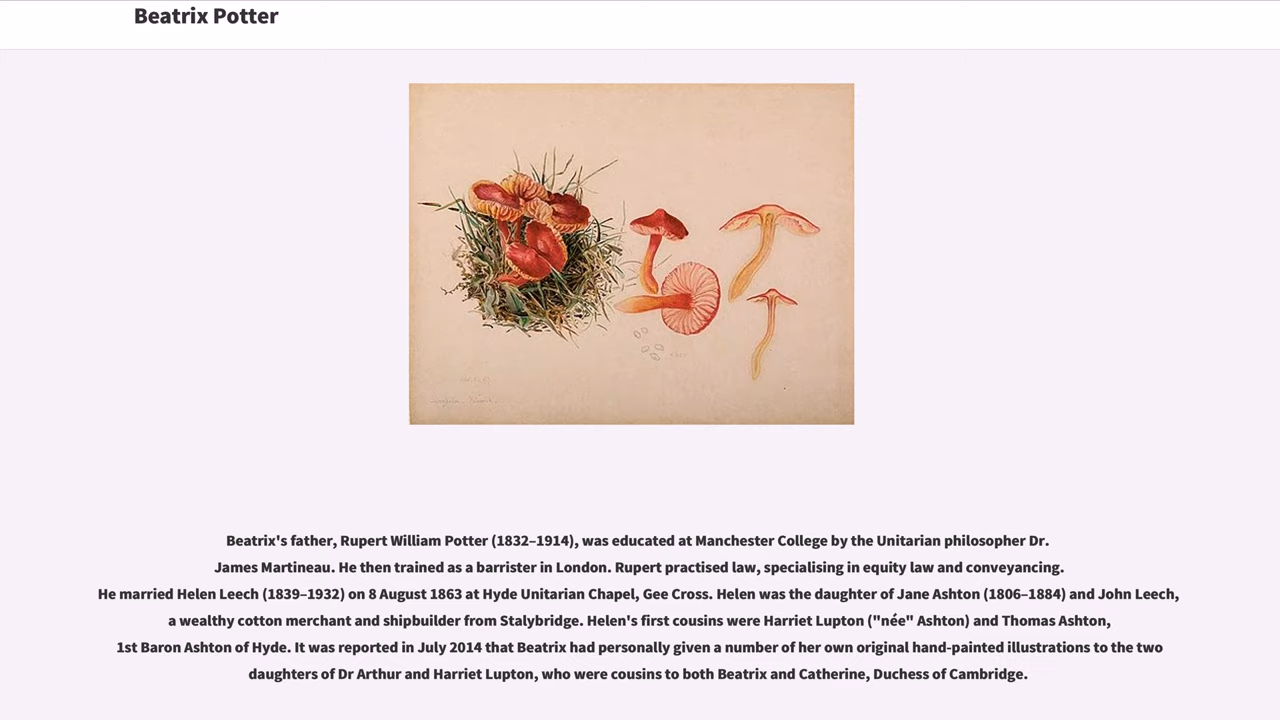 Beatrix Potter
Beatrix's father, Rupert William Potter (1832–1914), was educated at Manchester College by the Unitarian philosopher Dr.
James Martineau. He then trained as a barrister in London. Rupert practised law, specialising in equity law and conveyancing.
He married Helen Leech (1839–1932) on 8 August 1863 at Hyde Unitarian Chapel, Gee Cross. Helen was the daughter of Jane Ashton (1806–1884) and John Leech,
a wealthy cotton merchant and shipbuilder from Stalybridge. Helen's first cousins were Harriet Lupton ("née" Ashton) and Thomas Ashton,
1st Baron Ashton of Hyde. It was reported in July 2014 that Beatrix had personally given a number of her own original hand-painted illustrations to the two
daughters of Dr Arthur and Harriet Lupton, who were cousins to both Beatrix and Catherine, Duchess of Cambridge.